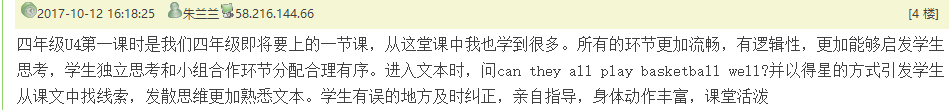 2017-10-12 16:18:25 朱兰兰 58.216.144.66 [4 楼]
四年级U4第一课时是我们四年级即将要上的一节课，从这堂课中我也学到很多。所有的环节更加流畅，有逻辑性，更加能够启发学生
思考，学生独立思考和小组合作环节分配合理有序。进入文本时，问can they all play basketball well?并以得星的方式引发学生
从课文中找线索，发散思维更加熟悉文本。学生有误的地方及时纠正，亲自指导，身体动作丰富，课堂活泼